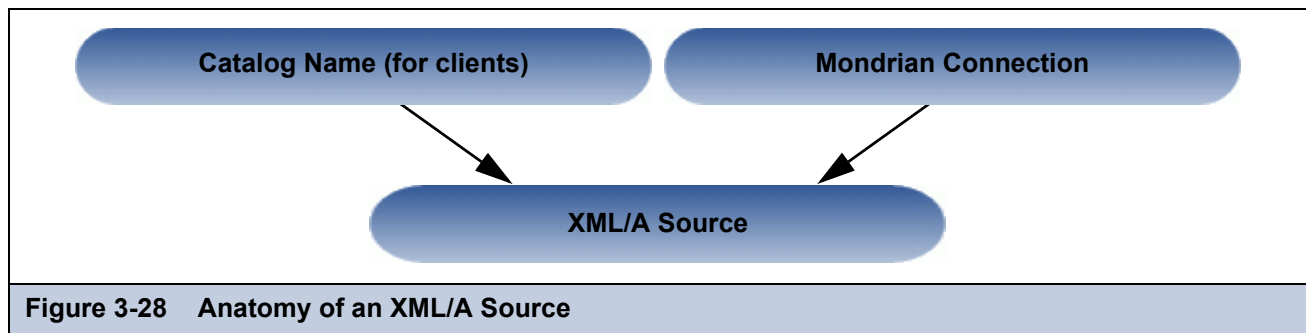 Catalog Name (for clients)
Mondrian Connection
XML/A Source
Figure 3-28 Anatomy of an XML/A Source